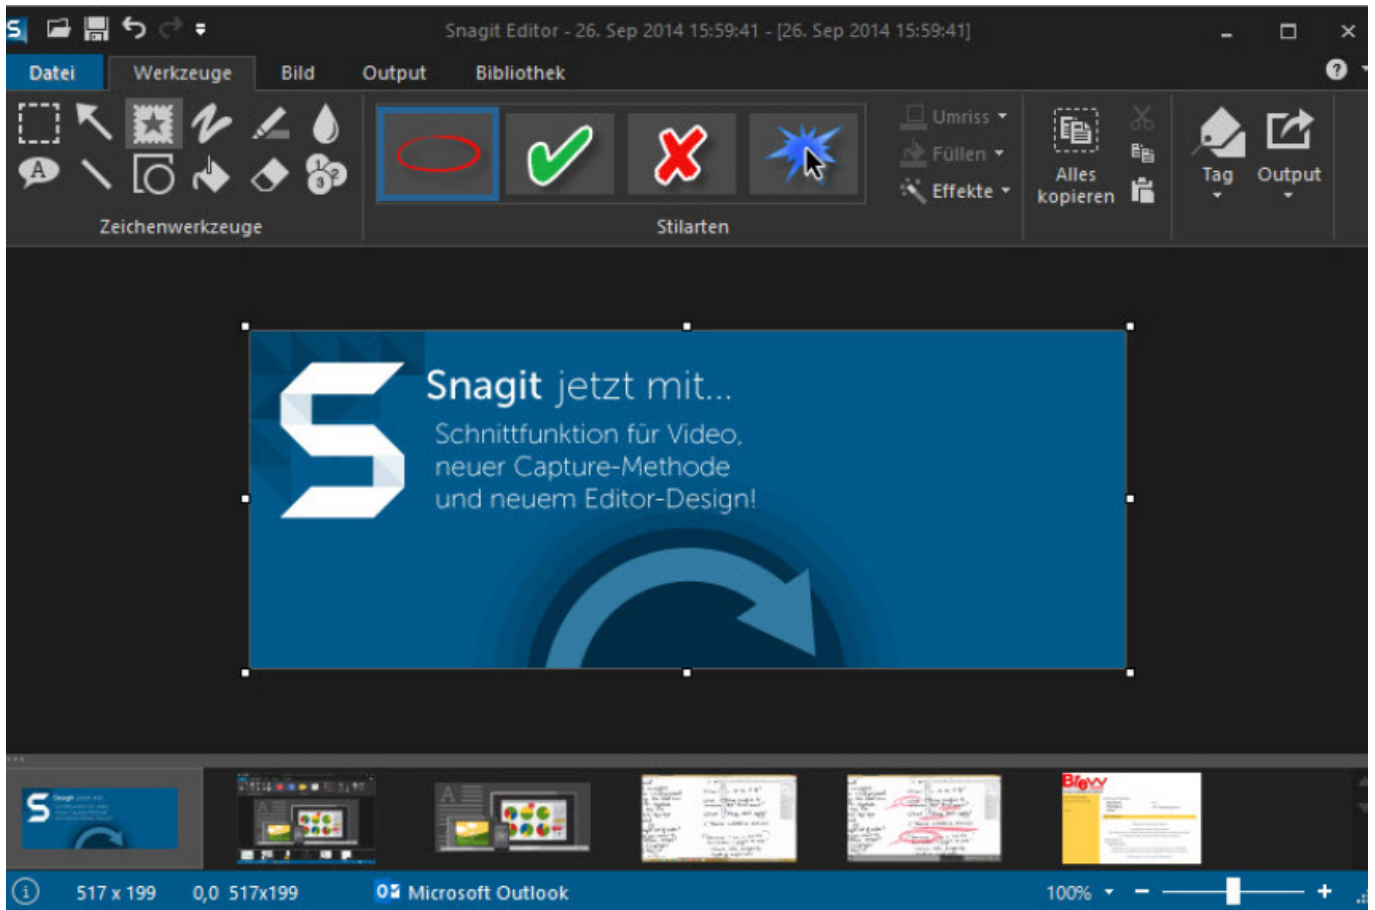 Snagit Editor - 26. Sep 2014 15:59:41 - [26. Sep 2014 15:59:41]
Datei Werkzeuge Bild Output Bibliothek
Umriss
Füllen
Effekte
Alles
kopieren
Tag
Output
Zeichenwerkzeuge
Stilarten
Snagit jetzt mit...
Schnittfunktion für Video,
neuer Capture-Methode
und neuem Editor-Design!
517 x 199 0,0 517x199 Microsoft Outlook 100%